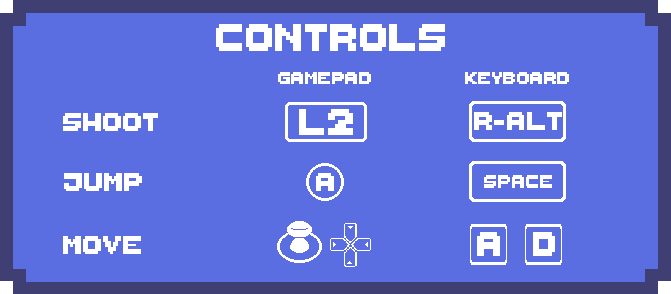 CONTROLS
GAMEPAD KEYBOARD
SHOOT L2 R-ALT
JUMP A SPACE
MOVE A D